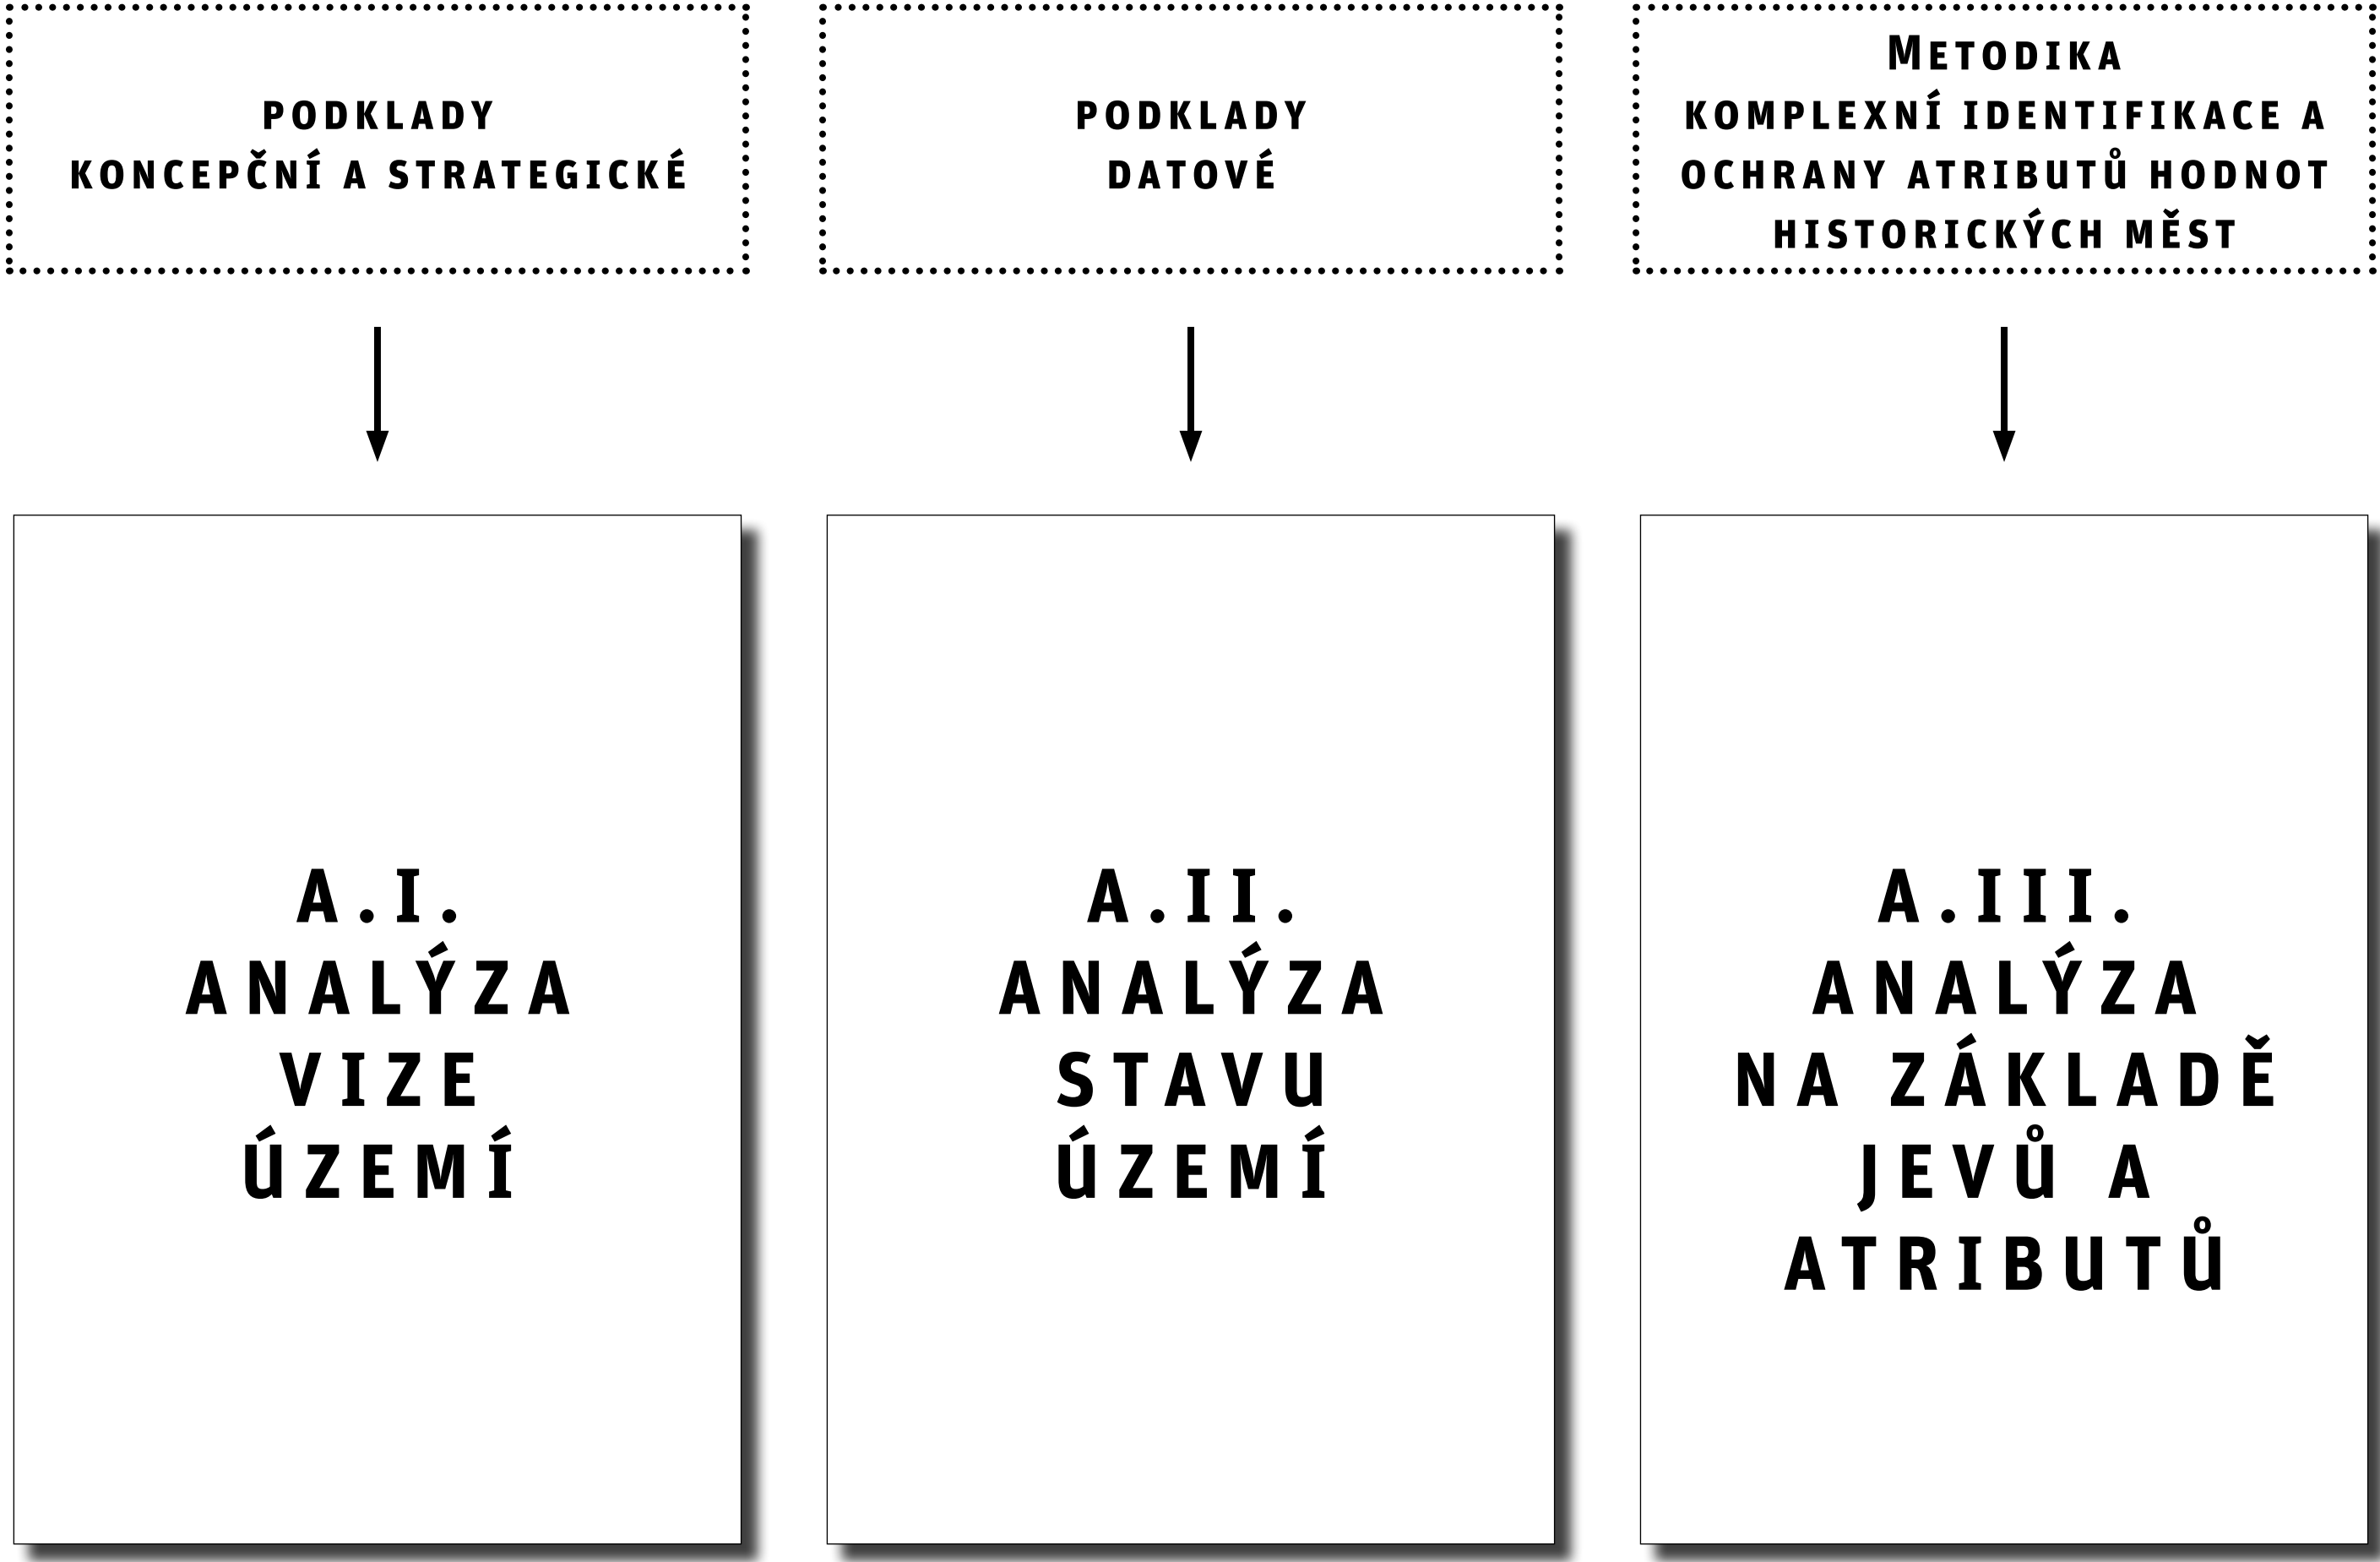 PODKLADY
KONCEPČNÍ A STRATEGICKÉ
PODKLADY
DATOVÉ
METODIKA
KOMPLEXNÍ IDENTIFIKACE A
OCHRANY ATRIBUTŮ HODNOT
HISTORICKÝCH MĚST
A.I.
ANALÝZA
VIZE
ÚZEMÍ
A.II.
ANALÝZA
STAVU
ÚZEMÍ
A.III.
ANALÝZA
NA ZÁKLADĚ
JEVŮ A
ATRIBUTŮ